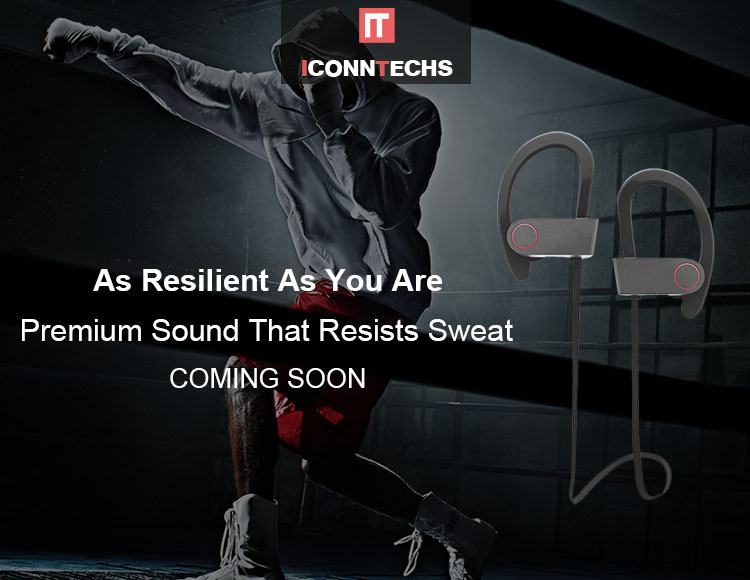 IT
ICONNTECHS
As Resilient As You Are
Premium Sound That Resists Sweat
COMING SOON